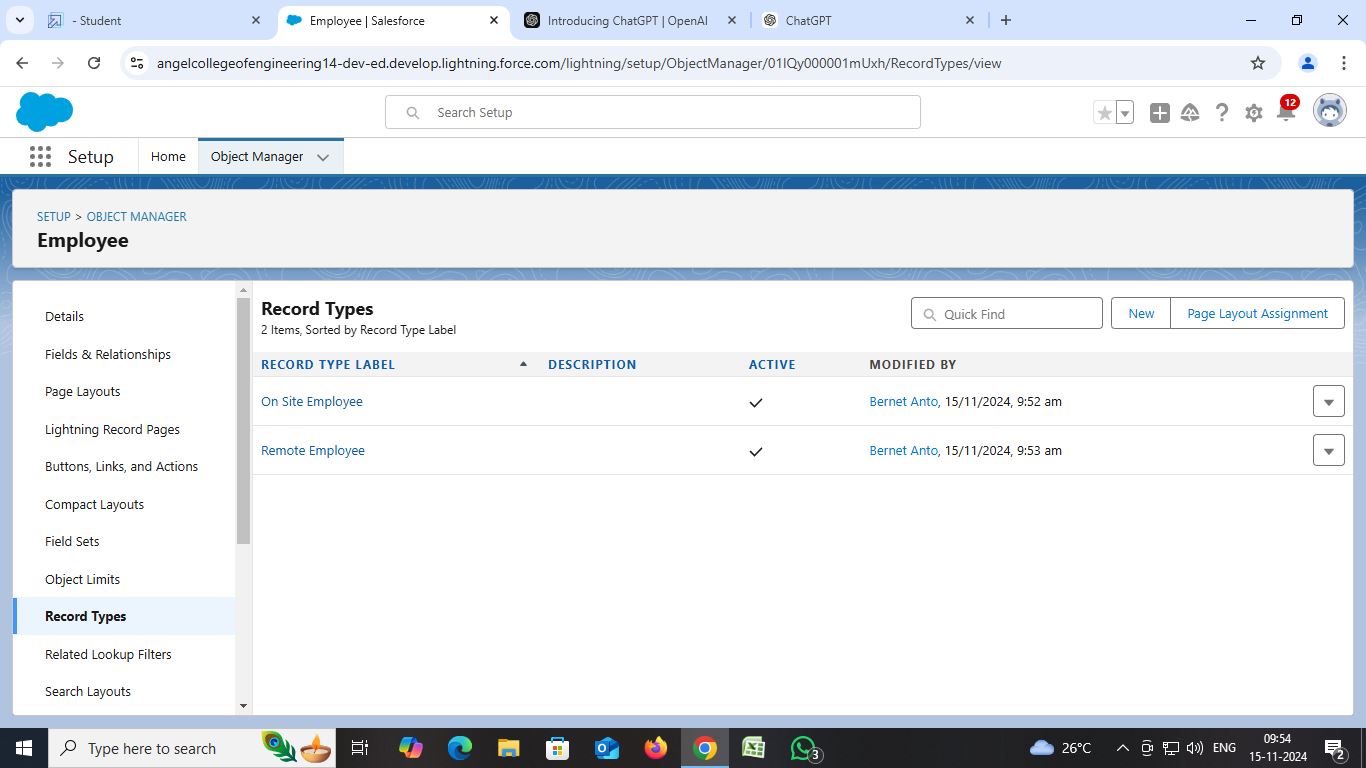 - Student
Employee | Salesforce
Introducing ChatGPT | OpenAI
ChatGPT
angelcollegeofengineering14-dev-ed.develop.lightning.force.com/lightning/setup/ObjectManager/01IQy000001mUxh/RecordTypes/view
Search Setup
12
Setup
Home
Object Manager
SETUP > OBJECT MANAGER
Employee
Details
Fields & Relationships
Page Layouts
Lightning Record Pages
Buttons, Links, and Actions
Compact Layouts
Field Sets
Object Limits
Record Types
Related Lookup Filters
Search Layouts
Record Types
2 Items, Sorted by Record Type Label
Quick Find
New
Page Layout Assignment
RECORD TYPE LABEL DESCRIPTION ACTIVE MODIFIED BY
On Site Employee Bernet Anto, 15/11/2024, 9:52 am
Remote Employee Bernet Anto, 15/11/2024, 9:53 am
Type here to search
3
26°C
ENG
09:54
15-11-2024
2